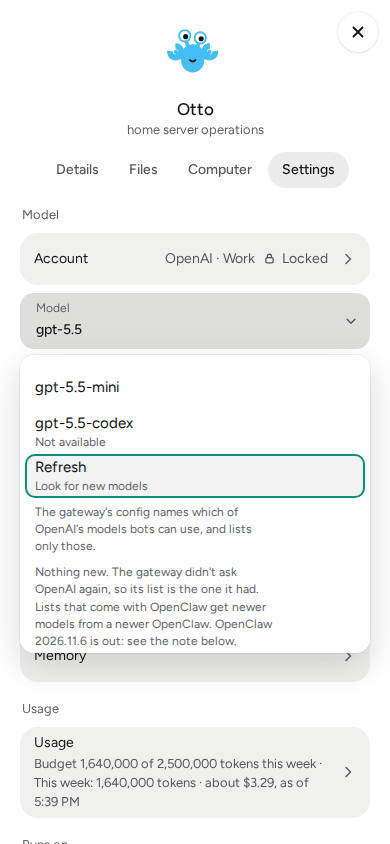 Otto
home server operations
Details Files Computer Settings
Model
Account OpenAI · Work Locked
Model
gpt-5.5
gpt-5.5-mini
gpt-5.5-codex
Not available
Refresh
Look for new models
The gateway's config names which of
OpenAI's models bots can use, and lists
only those.
Nothing new. The gateway didn't ask
OpenAI again, so its list is the one it had.
Lists that come with OpenClaw get newer
models from a newer OpenClaw. OpenClaw
2026.11.6 is out: see the note below.
Memory
Usage
Usage
Budget 1,640,000 of 2,500,000 tokens this week ·
This week: 1,640,000 tokens · about $3.29, as of
5:39 PM
Runs on